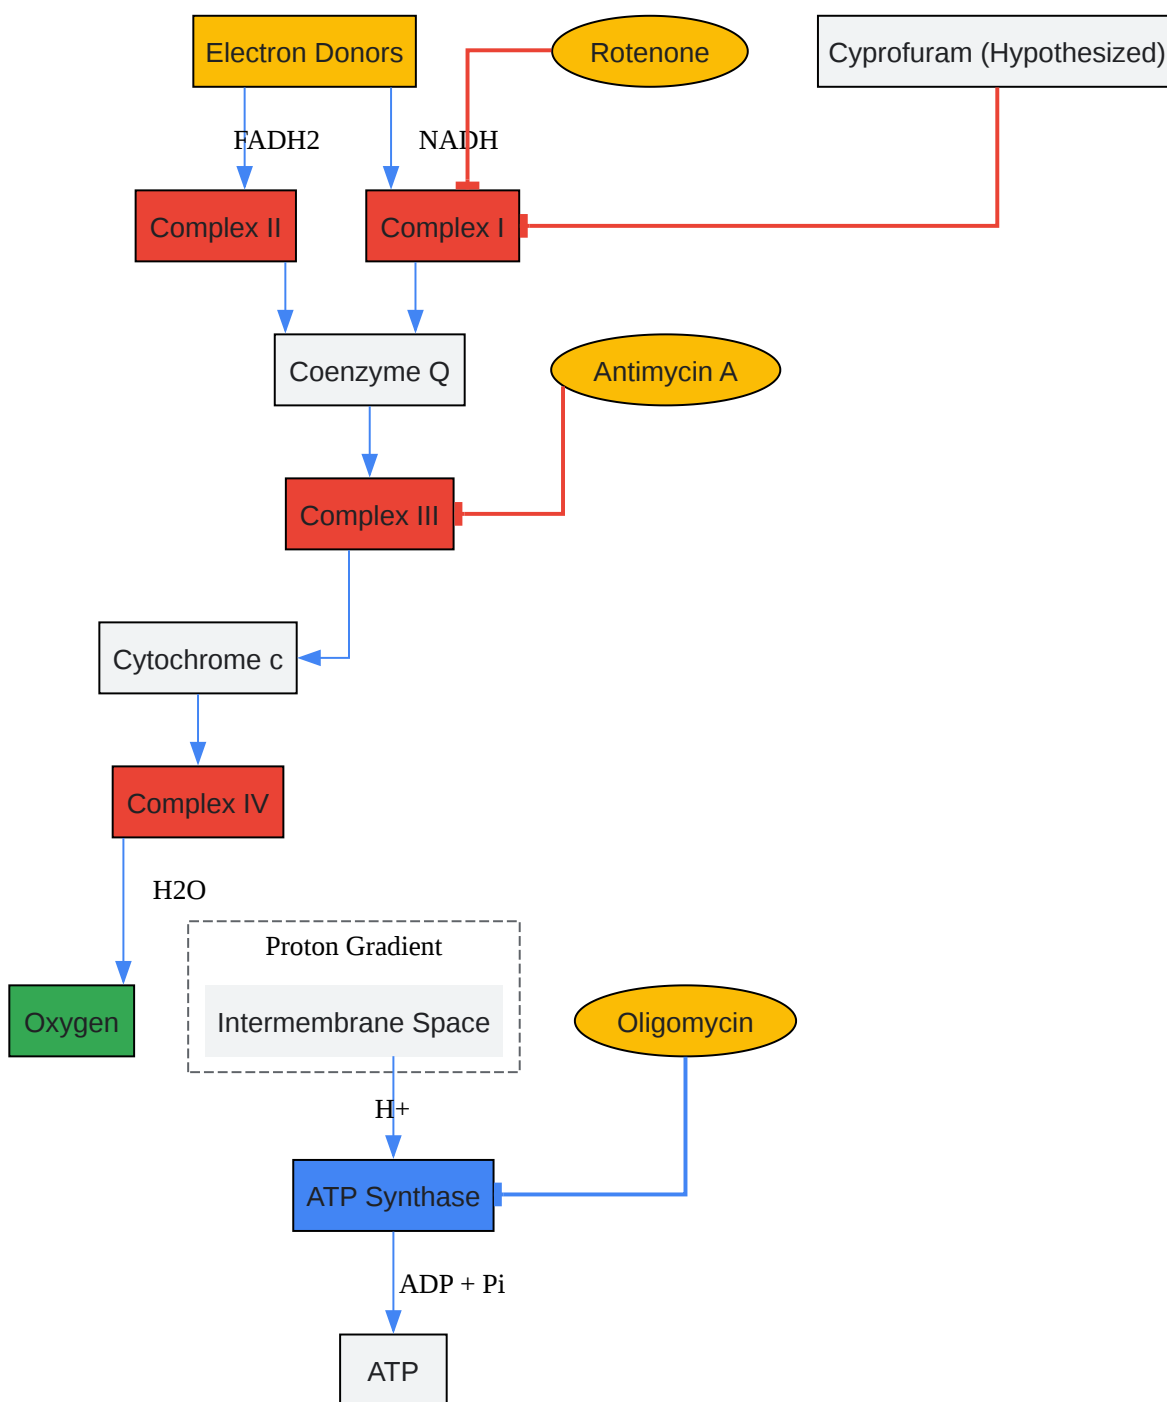 Electron Donors
Rotenone
Cyprofuram (Hypothesized)
FADH2
NADH
Complex II
Complex I
Coenzyme Q
Antimycin A
Complex III
Cytochrome c
Complex IV
H2O
Proton Gradient
Oxygen
Intermembrane Space
Oligomycin
H+
ATP Synthase
ADP + Pi
ATP